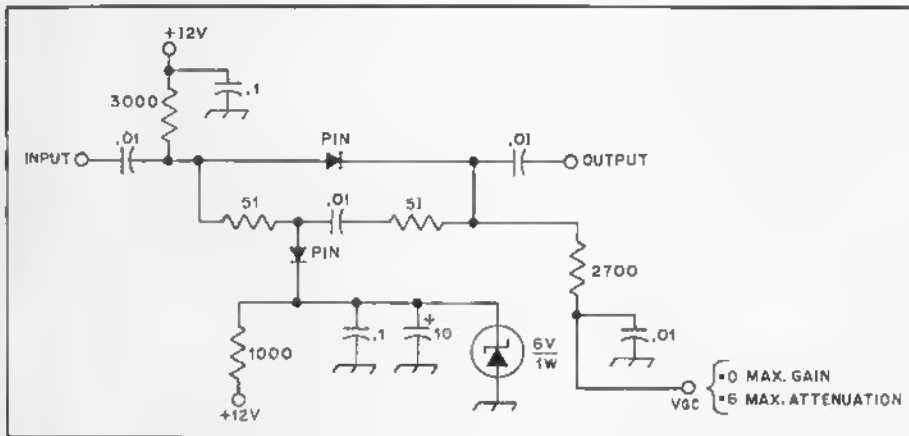 +12V
.1
3000
.01
PIN
.01
INPUT
OUTPUT
51
.01
51
PIN
2700
1000
.1
+
10
6V
1W
.01
+12V
VGC
=0 MAX. GAIN
=6 MAX. ATTENUATION